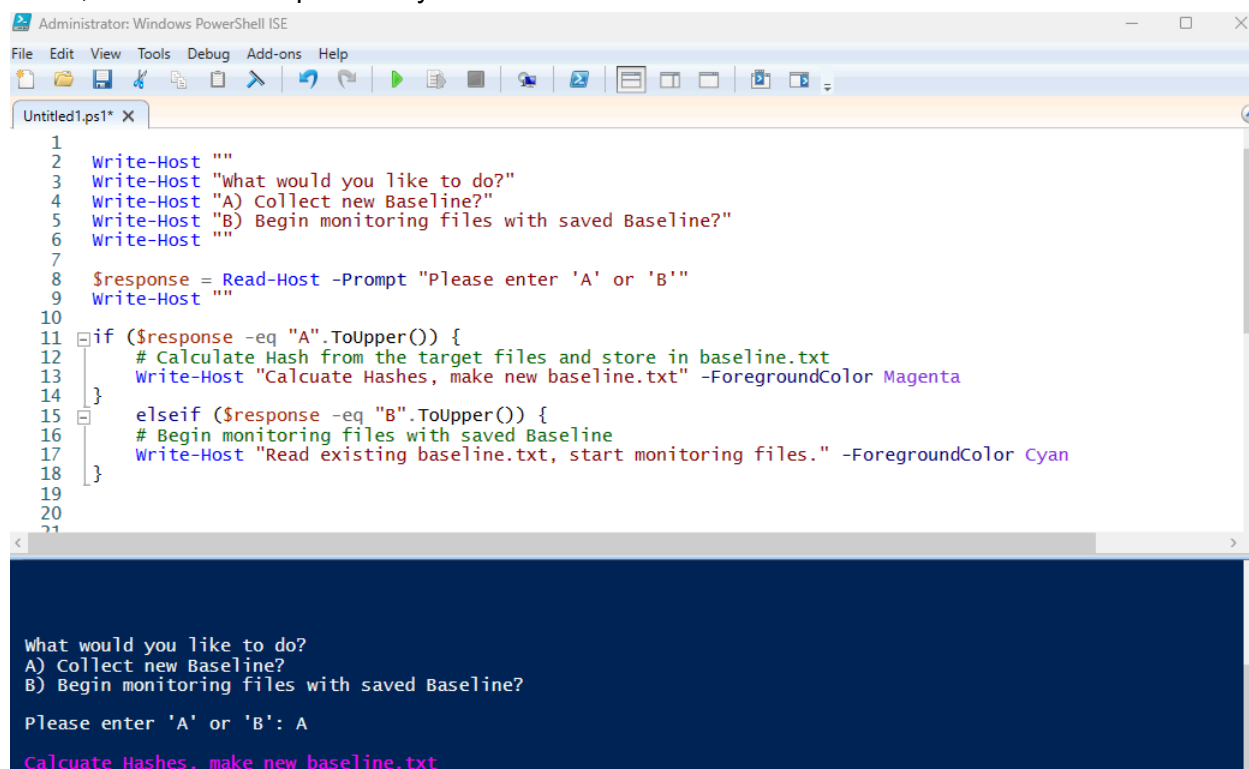 Administrator: Windows PowerShell ISE
File Edit View Tools Debug Add-ons Help
Untitled1.ps1* X
1
2 Write-Host ""
3 Write-Host "What would you like to do?"
4 Write-Host "A) Collect new Baseline?"
5 Write-Host "B) Begin monitoring files with saved Baseline?"
6 Write-Host ""
7
8 $response = Read-Host -Prompt "Please enter 'A' or 'B'"
9 Write-Host ""
10
11 if ($response -eq "A".ToUpper()) {
12 # Calculate Hash from the target files and store in baseline.txt
13 Write-Host "Calcuate Hashes, make new baseline.txt" -ForegroundColor Magenta
14 }
15 elseif ($response -eq "B".ToUpper()) {
16 # Begin monitoring files with saved Baseline
17 Write-Host "Read existing baseline.txt, start monitoring files." -ForegroundColor Cyan
18 }
19
20
21
What would you like to do?
A) Collect new Baseline?
B) Begin monitoring files with saved Baseline?
Please enter 'A' or 'B': A
Calcuate Hashes, make new baseline.txt